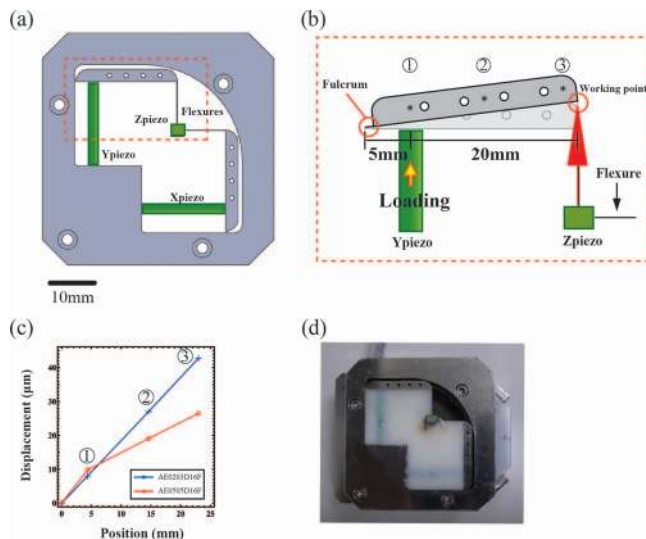 (a)
Zpiezo
Flexures
Ypiezo
Xpiezo
10mm
(b)
① ② ③
Fulcrum
Working point
5mm
20mm
Loading
Flexure
Ypiezo
Zpiezo
(c)
Displacement (μm)
40
30
20
10
0
①
②
③
AE0203D16F
AE0505D16F
0 5 10 15 20 25
Position (mm)
(d)